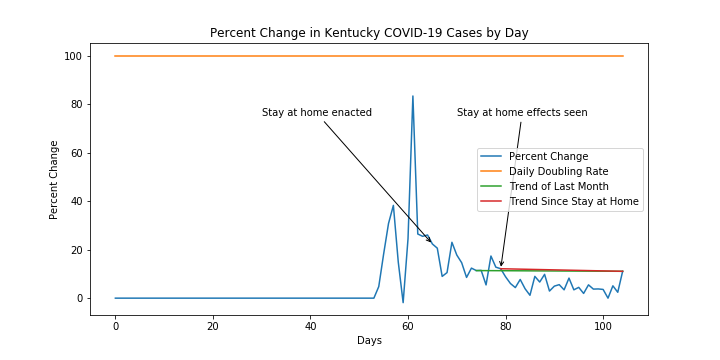 Percent Change in Kentucky COVID-19 Cases by Day
100
80
60
40
20
0
Percent Change
Stay at home enacted
Stay at home effects seen
Percent Change
Daily Doubling Rate
Trend of Last Month
Trend Since Stay at Home
0
20
40
60
80
100
Days